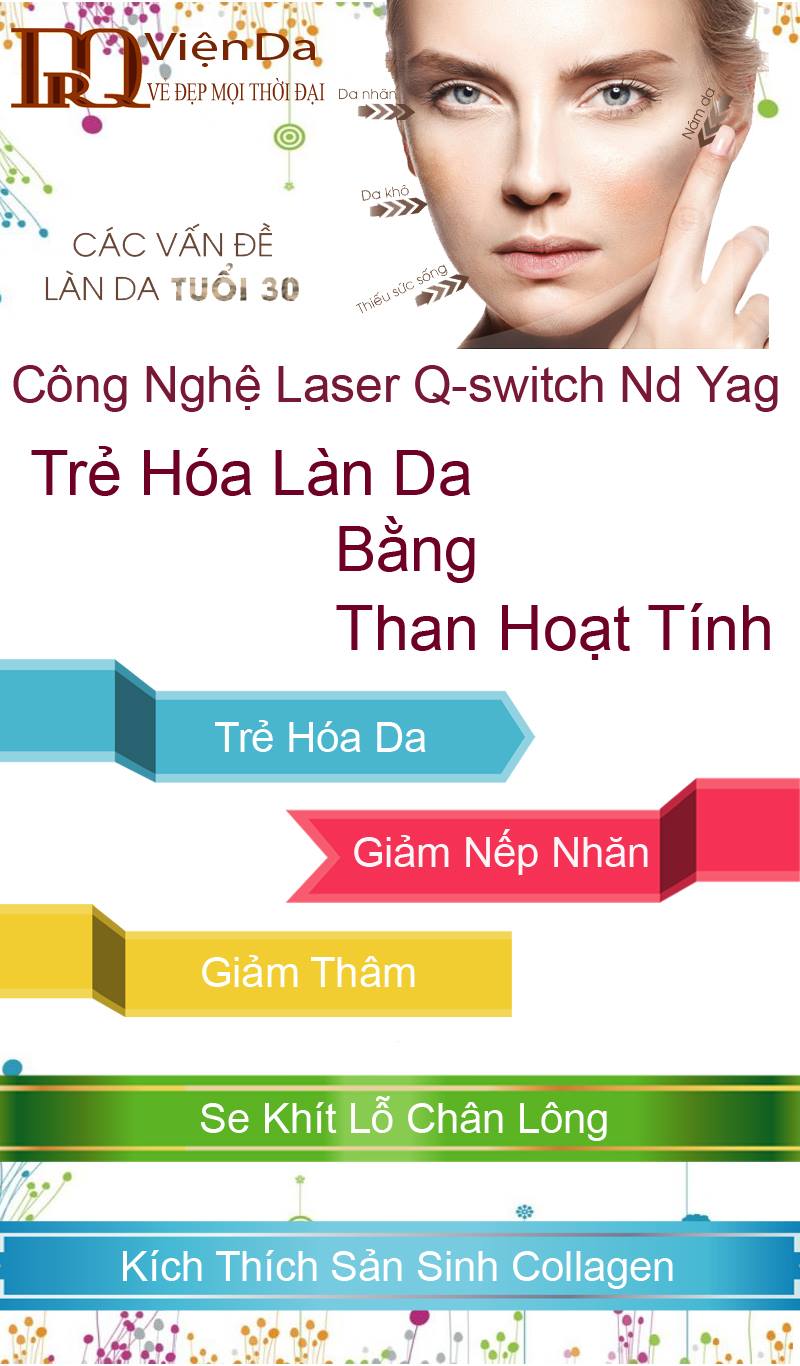 DRQ ViệnDa
VẺ ĐẸP MỌI THỜI ĐẠI
Da nhăn
Nám da
Da khô
Thiếu sức sống
CÁC VẤN ĐỀ
LÀN DA TUỔI 30
Công Nghệ Laser Q-switch Nd Yag
Trẻ Hóa Làn Da
Bằng
Than Hoạt Tính
Trẻ Hóa Da
Giảm Nếp Nhăn
Giảm Thâm
Se Khít Lỗ Chân Lông
Kích Thích Sản Sinh Collagen